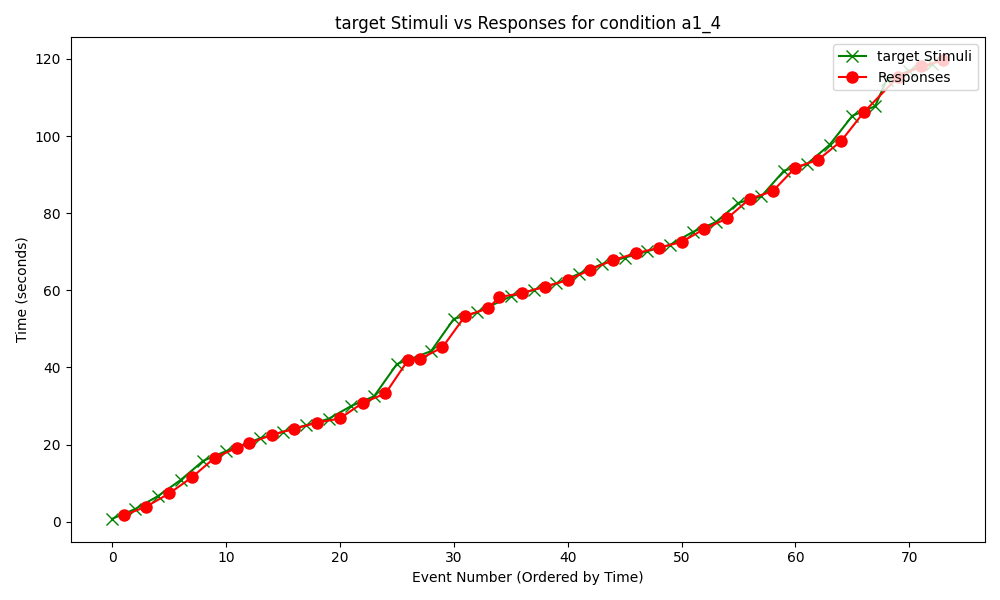 target Stimuli vs Responses for condition a1_4
target Stimuli
Responses
Time (seconds)
120
100
80
60
40
20
0
0 10 20 30 40 50 60 70
Event Number (Ordered by Time)